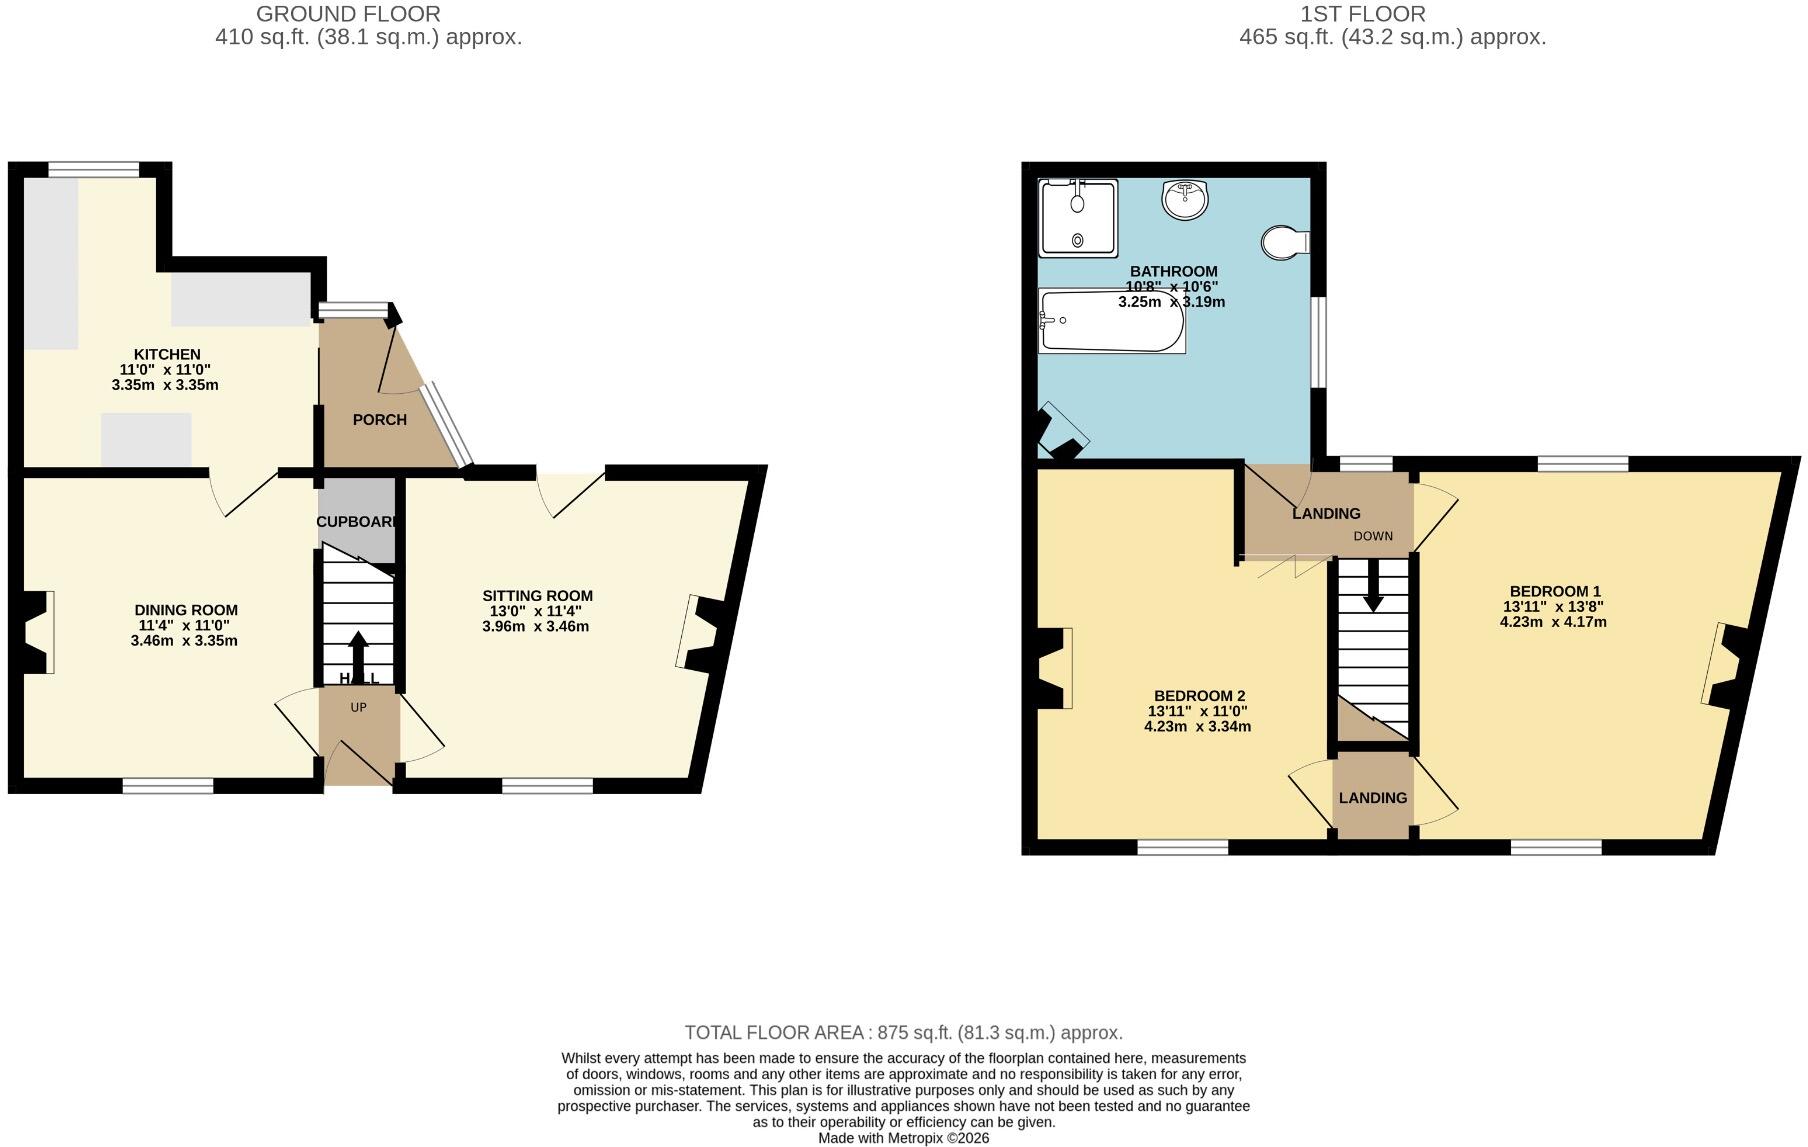 GROUND FLOOR
410 sq.ft. (38.1 sq.m.) approx.
1ST FLOOR
465 sq.ft. (43.2 sq.m.) approx.
KITCHEN
11'0" x 11'0"
3.35m x 3.35m
PORCH
CUPBOARD
DINING ROOM
11'4" x 11'0"
3.46m x 3.35m
SITTING ROOM
13'0" x 11'4"
3.96m x 3.46m
HALL
UP
BATHROOM
10'8" x 10'6"
3.25m x 3.19m
LANDING
DOWN
BEDROOM 1
13'11" x 13'8"
4.23m x 4.17m
BEDROOM 2
13'11" x 11'0"
4.23m x 3.34m
LANDING
TOTAL FLOOR AREA : 875 sq.ft. (81.3 sq.m.) approx.
Whilst every attempt has been made to ensure the accuracy of the floorplan contained here, measurements
of doors, windows, rooms and any other items are approximate and no responsibility is taken for any error,
omission or mis-statement. This plan is for illustrative purposes only and should be used as such by any
prospective purchaser. The services, systems and appliances shown have not been tested and no guarantee
as to their operability or efficiency can be given.
Made with Metropix ©2026